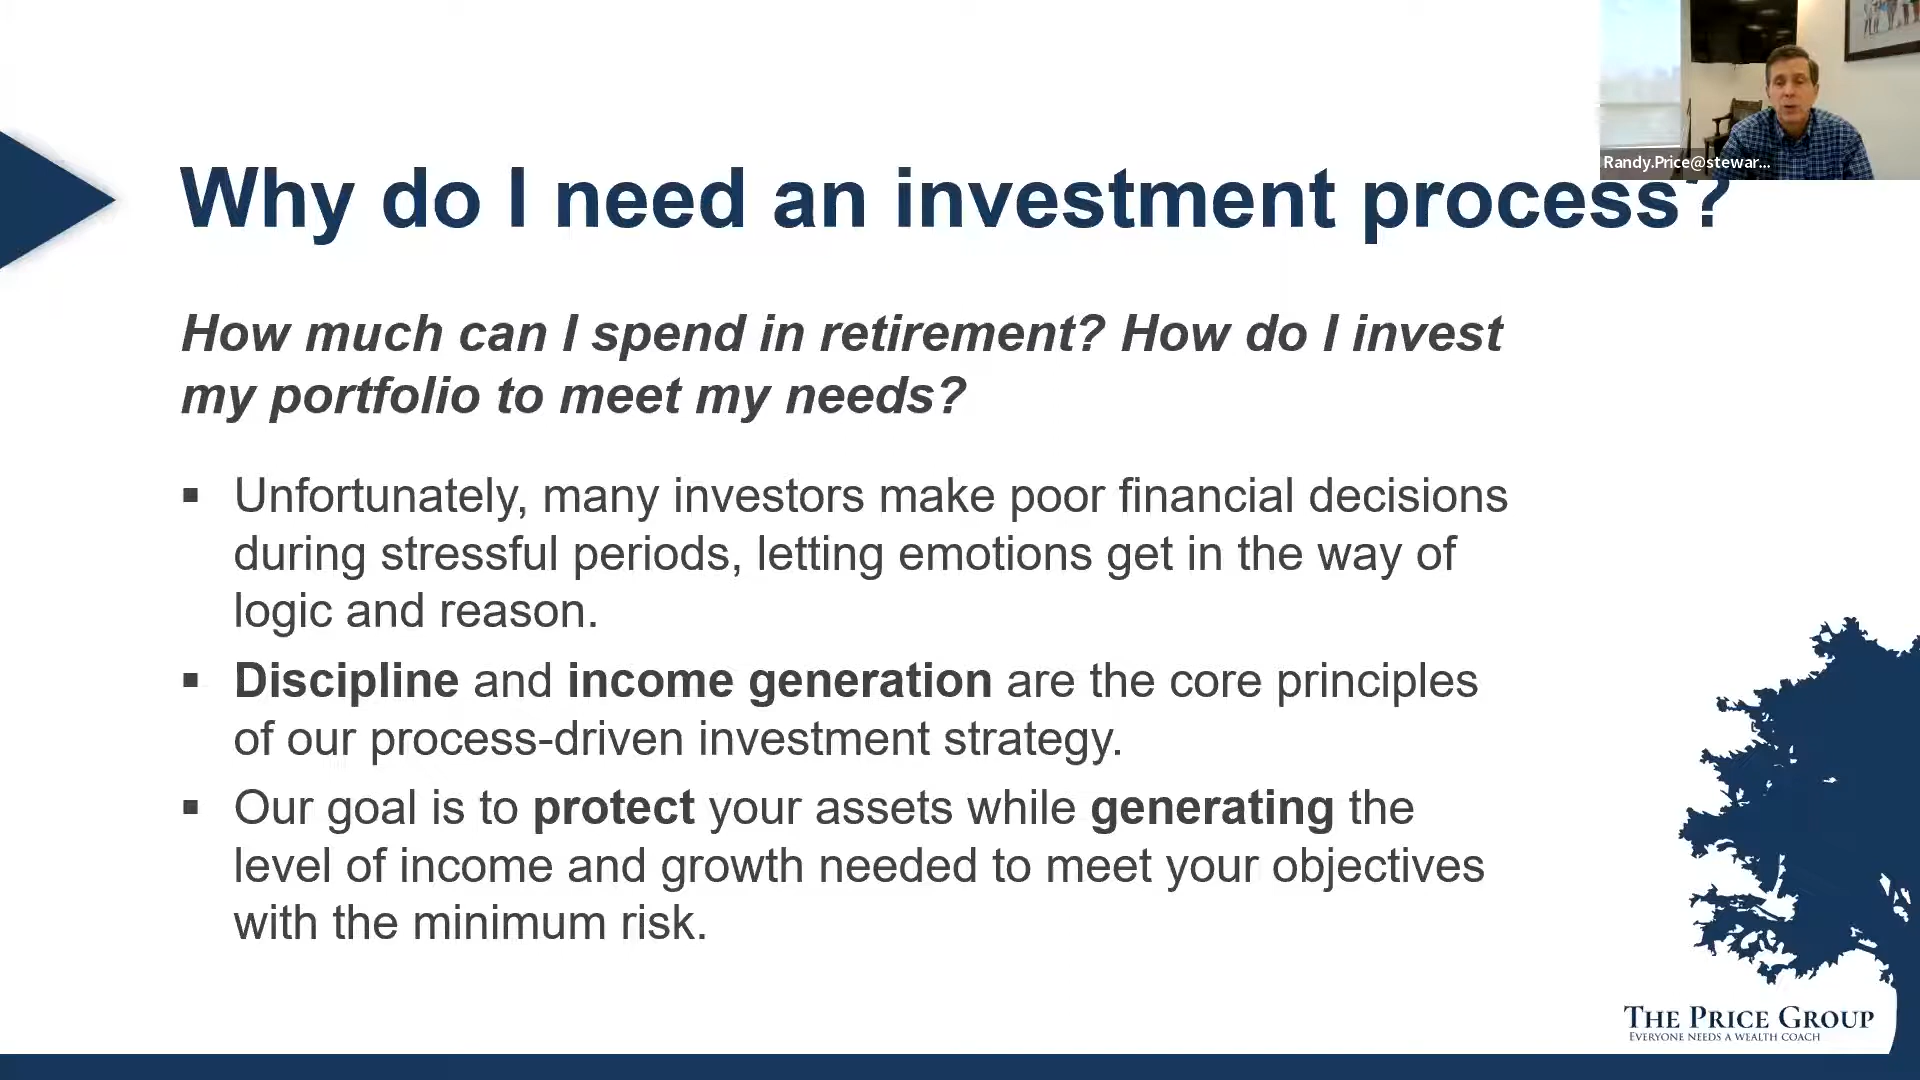 Randy.Price@stewar...
Why do I need an investment process?
How much can I spend in retirement? How do I invest
my portfolio to meet my needs?
▪ Unfortunately, many investors make poor financial decisions
during stressful periods, letting emotions get in the way of
logic and reason.
▪ Discipline and income generation are the core principles
of our process-driven investment strategy.
▪ Our goal is to protect your assets while generating the
level of income and growth needed to meet your objectives
with the minimum risk.
THE PRICE GROUP
EVERYONE NEEDS A WEALTH COACH